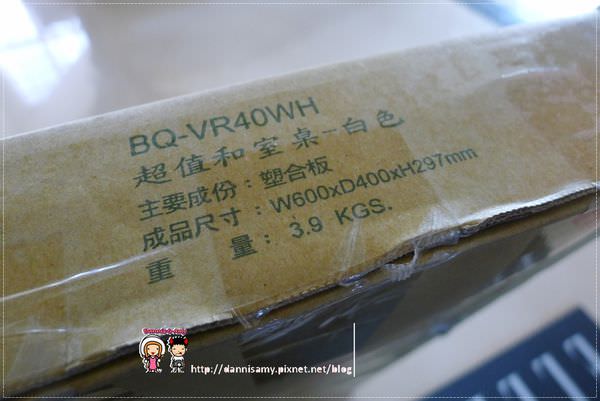 BQ-VR40WH
超值和室桌-白色
主要成份：塑合板
成品尺寸：W600xD400xH297mm
重　　量：3.9 KGS.
http://dannisamy.pixnet.net/blog